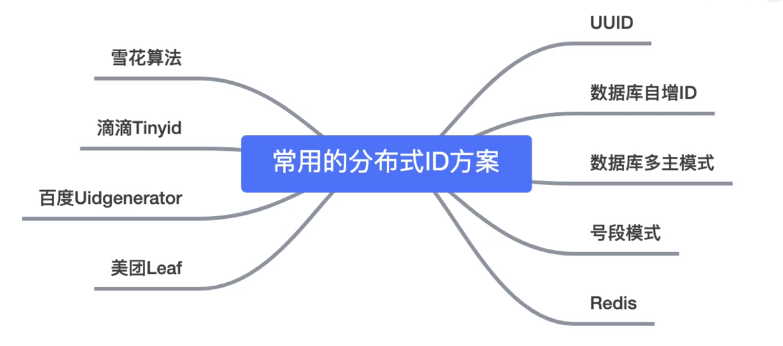 常用的分布式ID方案
UUID
数据库自增ID
数据库多主模式
号段模式
Redis
雪花算法
滴滴Tinyid
百度Uidgenerator
美团Leaf